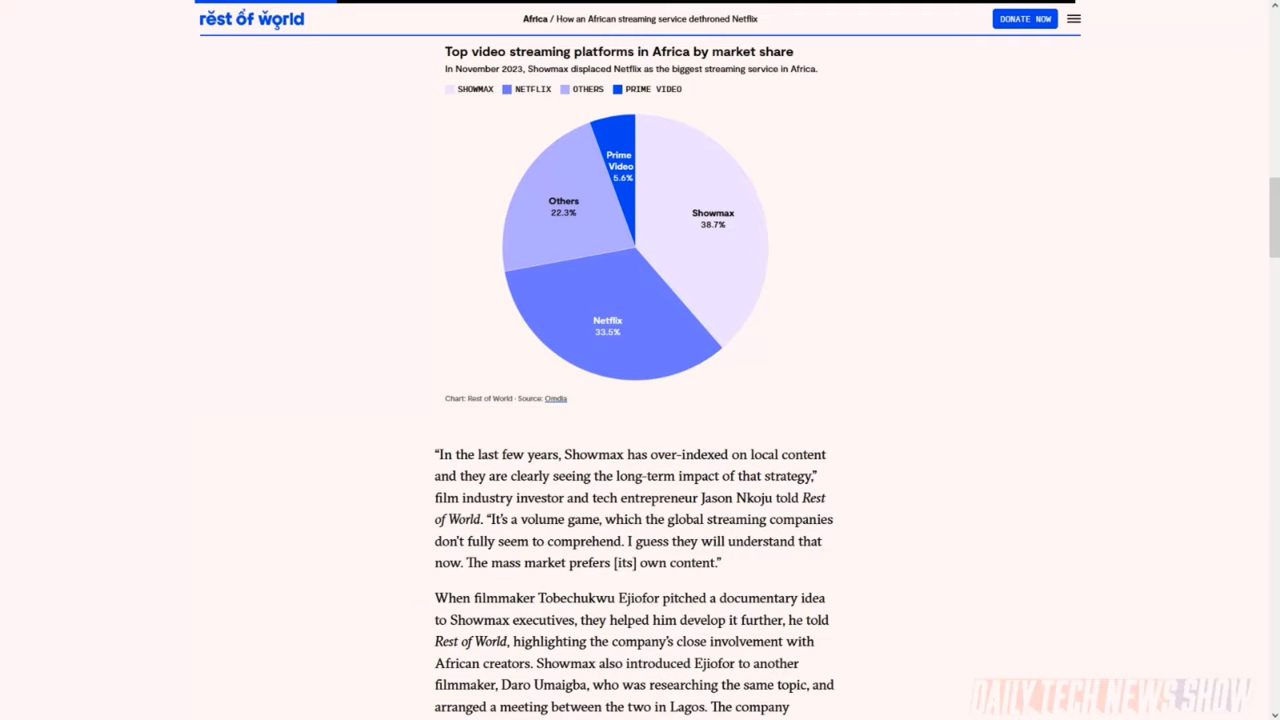 rest of world
Africa / How an African streaming service dethroned Netflix
DONATE NOW
Top video streaming platforms in Africa by market share
In November 2023, Showmax displaced Netflix as the biggest streaming service in Africa.
SHOWMAX NETFLIX OTHERS PRIME VIDEO
Prime
Video
5.6%
Others
22.3%
Showmax
38.7%
Netflix
33.5%
Chart: Rest of World · Source: Omdia
“In the last few years, Showmax has over-indexed on local content
and they are clearly seeing the long-term impact of that strategy,”
film industry investor and tech entrepreneur Jason Nkoju told Rest
of World. “It’s a volume game, which the global streaming companies
don’t fully seem to comprehend. I guess they will understand that
now. The mass market prefers [its] own content.”
When filmmaker Tobechukwu Ejiofor pitched a documentary idea
to Showmax executives, they helped him develop it further, he told
Rest of World, highlighting the company’s close involvement with
African creators. Showmax also introduced Ejiofor to another
filmmaker, Daro Umaigba, who was researching the same topic, and
arranged a meeting between the two in Lagos. The company
DAILY TECH NEWS SHOW